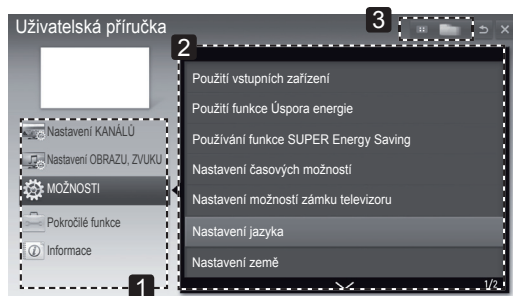 Uživatelská příručka
3
2
Nastavení KANÁLŮ
Nastavení OBRAZU, ZVUKU
MOŽNOSTI
Pokročilé funkce
Informace
1
Použití vstupních zařízení
Použití funkce Úspora energie
Používání funkce SUPER Energy Saving
Nastavení časových možností
Nastavení možností zámku televizoru
Nastavení jazyka
Nastavení země
1/2